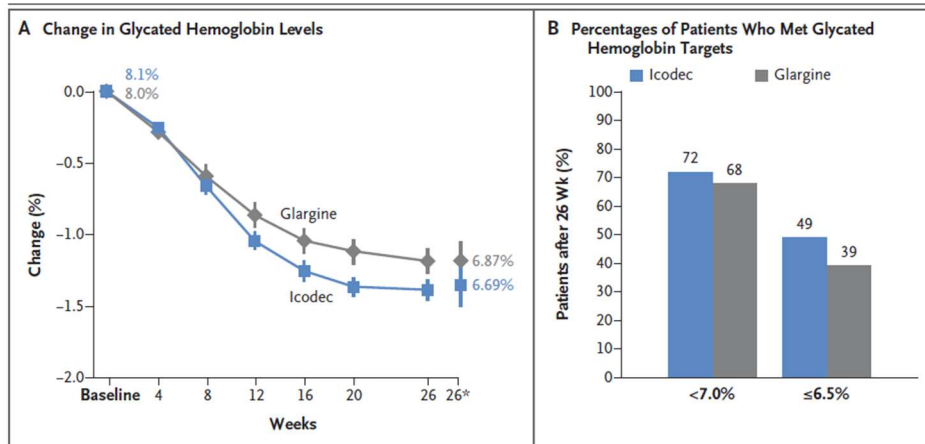 A Change in Glycated Hemoglobin Levels
8.1%
8.0%
0.0
−0.5
−1.0
−1.5
−2.0
Change (%)
Glargine
Icodec
6.87%
6.69%
Baseline 4 8 12 16 20 26 26*
Weeks
B Percentages of Patients Who Met Glycated
Hemoglobin Targets
Icodec Glargine
100
90
80
70
60
50
40
30
20
10
0
Patients after 26 Wk (%)
72 68
49 39
<7.0% ≤6.5%